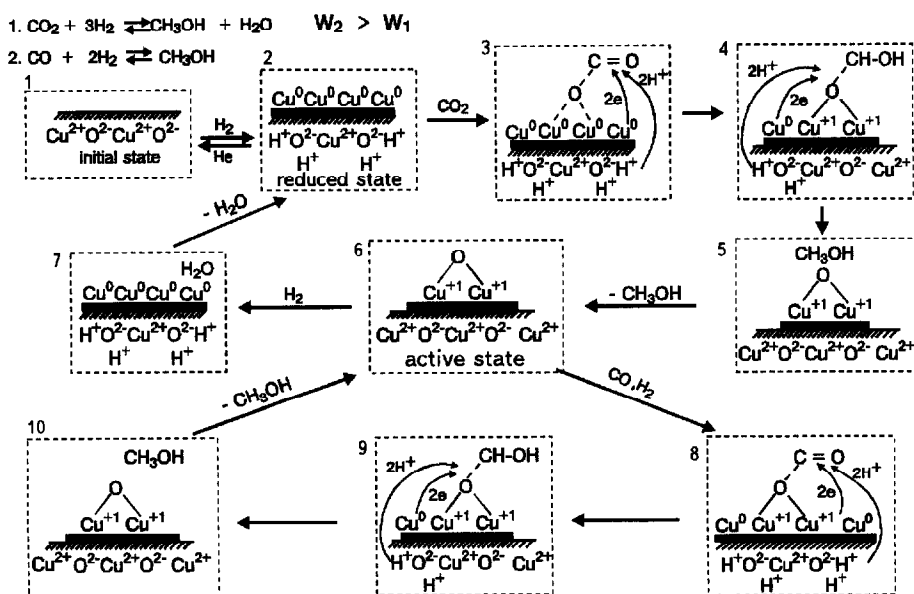 1. CO₂ + 3H₂ ⇌ CH₃OH + H₂O W₂ > W₁
2. CO + 2H₂ ⇌ CH₃OH
1
Cu²⁺O²⁻Cu²⁺O²⁻
initial state
H₂
He
2
Cu⁰Cu⁰Cu⁰Cu⁰
H⁺O²⁻Cu²⁺O²⁻H⁺
H⁺ H⁺
reduced state
CO₂
3
C = O
O
2H⁺
2e
Cu⁰ Cu⁰ Cu⁰ Cu⁰
H⁺O²⁻Cu²⁺O²⁻H⁺
H⁺ H⁺
4
CH-OH
2H⁺
O
2e
Cu⁰ Cu⁺¹ Cu⁺¹
H⁺O²⁻Cu²⁺O²⁻ Cu²⁺
H⁺
5
CH₃OH
O
Cu⁺¹ Cu⁺¹
Cu²⁺O²⁻Cu²⁺O²⁻ Cu²⁺
- CH₃OH
6
O
Cu⁺¹ Cu⁺¹
Cu²⁺O²⁻Cu²⁺O²⁻ Cu²⁺
active state
H₂
7
H₂O
Cu⁰Cu⁰Cu⁰ Cu⁰
H⁺O²⁻Cu²⁺O²⁻H⁺
H⁺ H⁺
- H₂O
CO,H₂
8
C = O
2H⁺
O
2e
Cu⁰ Cu⁺¹ Cu⁺¹ Cu⁰
H⁺O²⁻Cu²⁺O²⁻H⁺
H⁺ H⁺
9
CH-OH
2H⁺
O
2e
Cu⁰ Cu⁺¹ Cu⁺¹
H⁺O²⁻Cu²⁺O²⁻ Cu²⁺
H⁺
10
CH₃OH
O
Cu⁺¹ Cu⁺¹
Cu²⁺O²⁻Cu²⁺O²⁻ Cu²⁺
- CH₃OH